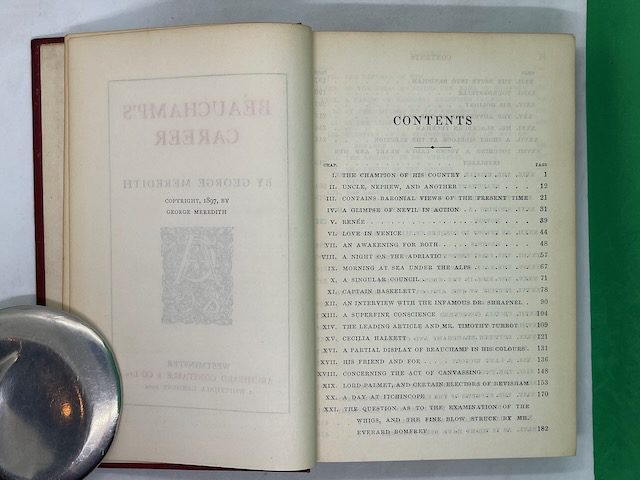 COPYRIGHT, 1897, BY
GEORGE MEREDITH
CONTENTS
CHAP. PAGE
I. THE CHAMPION OF HIS COUNTRY . . . . . . 1
II. UNCLE, NEPHEW, AND ANOTHER . . . . . . 12
III. CONTAINS BARONIAL VIEWS OF THE PRESENT TIME 21
IV. A GLIMPSE OF NEVIL IN ACTION . . . . . . 31
V. RENÉE . . . . . . 39
VI. LOVE IN VENICE . . . . . . 44
VII. AN AWAKENING FOR BOTH . . . . . . 48
VIII. A NIGHT ON THE ADRIATIC . . . . . . 57
IX. MORNING AT SEA UNDER THE ALPS . . . . . . 67
X. A SINGULAR COUNCIL . . . . . . 71
XI. CAPTAIN BASKELETT . . . . . . 78
XII. AN INTERVIEW WITH THE INFAMOUS DR. SHRAPNEL . 90
XIII. A SUPERFINE CONSCIENCE . . . . . . 104
XIV. THE LEADING ARTICLE AND MR. TIMOTHY TURBOT . 109
XV. CECILIA HALKETT . . . . . . 121
XVI. A PARTIAL DISPLAY OF BEAUCHAMP IN HIS COLOURS . 131
XVII. HIS FRIEND AND FOE . . . . . . 136
XVIII. CONCERNING THE ACT OF CANVASSING . . . . . . 148
XIX. LORD PALMET, AND CERTAIN ELECTORS OF BEVISHAM 153
XX. A DAY AT ITCHINCOPE . . . . . . 170
XXI. THE QUESTION AS TO THE EXAMINATION OF THE
WHIGS, AND THE FINE BLOW STRUCK BY MR.
EVERARD ROMFREY . . . . . . 182